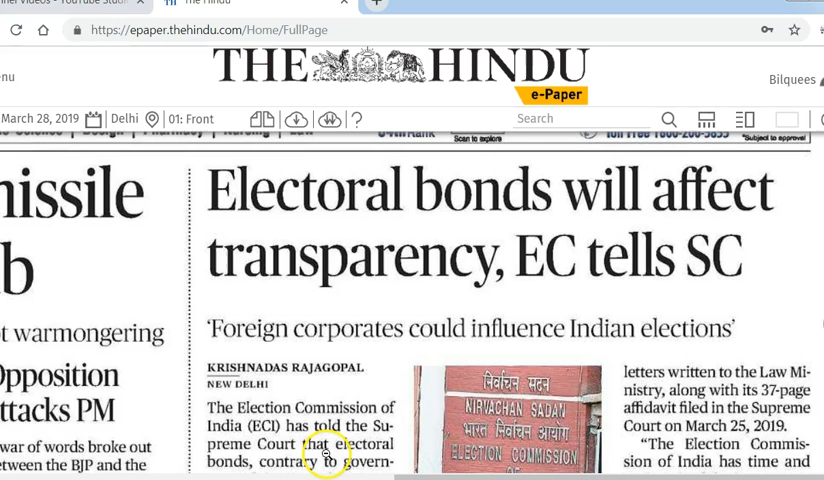 The Hindu
https://epaper.thehindu.com/Home/FullPage
THE HINDU
e-Paper
enu
Bilquees
March 28, 2019
Delhi
01: Front
Search
Scan to explore
*Subject to approval
nissile
b
ot warmongering
Opposition
ttacks PM
war of words broke out
etween the BJP and the
Electoral bonds will affect
transparency, EC tells SC
‘Foreign corporates could influence Indian elections’
KRISHNADAS RAJAGOPAL
NEW DELHI
The Election Commission of
India (ECI) has told the Su-
preme Court that electoral
bonds, contrary to govern-
निर्वाचन सदन
NIRVACHAN SADAN
भारत निर्वाचन आयोग
ELECTION COMMISSION
OF
letters written to the Law Mi-
nistry, along with its 37-page
affidavit filed in the Supreme
Court on March 25, 2019.
“The Election Commis-
sion of India has time and